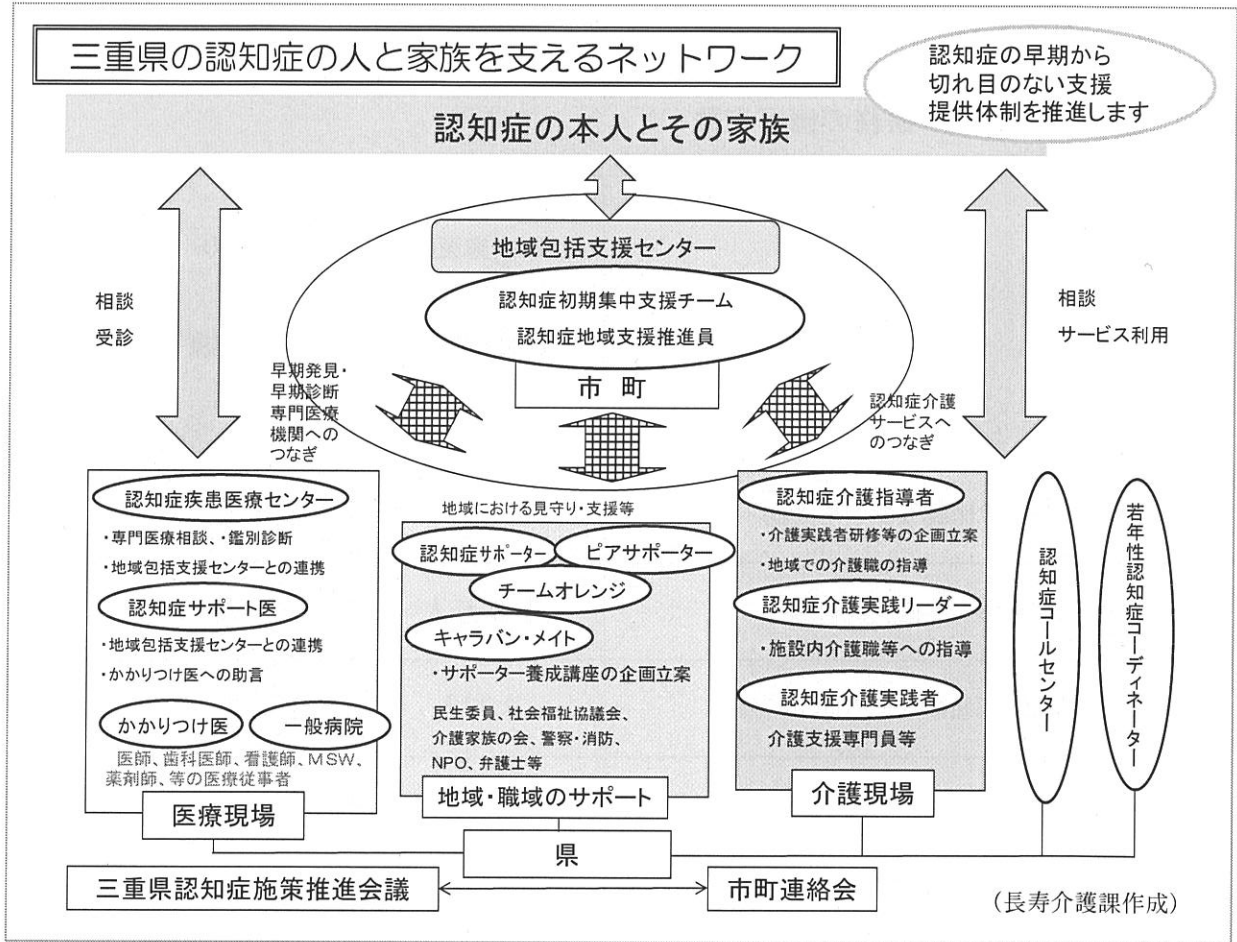 三重県の認知症の人と家族を支えるネットワーク
認知症の早期から
切れ目のない支援
提供体制を推進します
認知症の本人とその家族
相談
受診
地域包括支援センター
認知症初期集中支援チーム
認知症地域支援推進員
市 町
相談
サービス利用
早期発見・
早期診断
専門医療
機関への
つなぎ
認知症介護
サービスへ
のつなぎ
認知症疾患医療センター
・専門医療相談、・鑑別診断
・地域包括支援センターとの連携
認知症サポート医
・地域包括支援センターとの連携
・かかりつけ医への助言
かかりつけ医
一般病院
医師、歯科医師、看護師、MSW、
薬剤師、等の医療従事者
医療現場
地域における見守り・支援等
認知症サポーター
ピアサポーター
チームオレンジ
キャラバン・メイト
・サポーター養成講座の企画立案
民生委員、社会福祉協議会、
介護家族の会、警察・消防、
NPO、弁護士等
地域・職域のサポート
認知症介護指導者
・介護実践者研修等の企画立案
・地域での介護職の指導
認知症介護実践リーダー
・施設内介護職等への指導
認知症介護実践者
介護支援専門員等
介護現場
認知症コールセンター
若年性認知症コーディネーター
県
三重県認知症施策推進会議
市町連絡会
(長寿介護課作成)